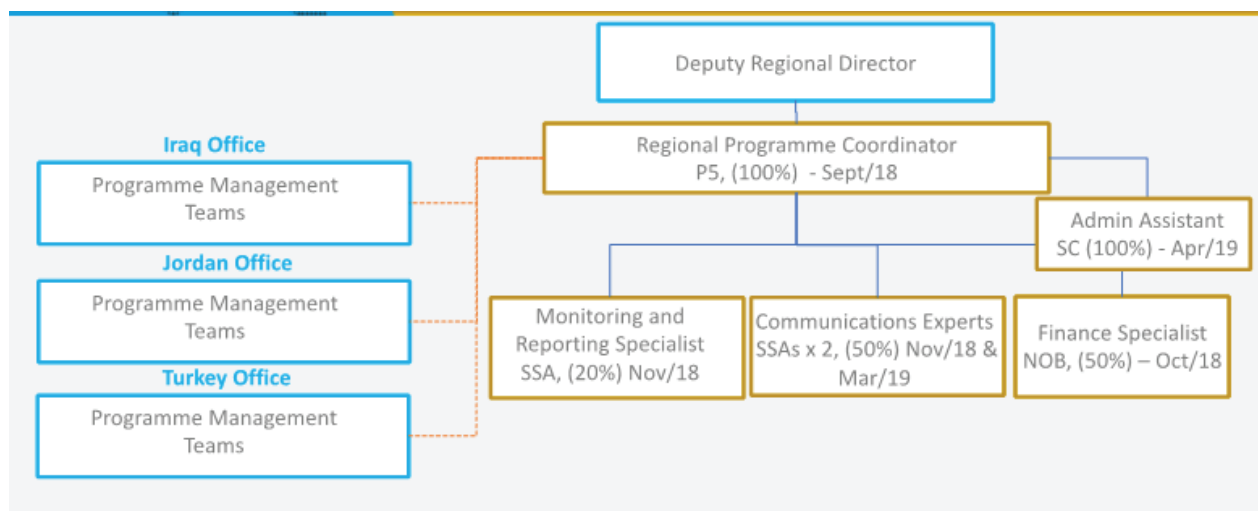 Deputy Regional Director
Regional Programme Coordinator
P5, (100%)  - Sept/18
Admin Assistant
SC (100%) - Apr/19
Iraq Office
Programme Management
Teams
Jordan Office
Programme Management
Teams
Turkey Office
Programme Management
Teams
Monitoring and
Reporting Specialist
SSA, (20%) Nov/18
Communications Experts
SSAs x 2, (50%) Nov/18 &
Mar/19
Finance Specialist
NOB, (50%) – Oct/18